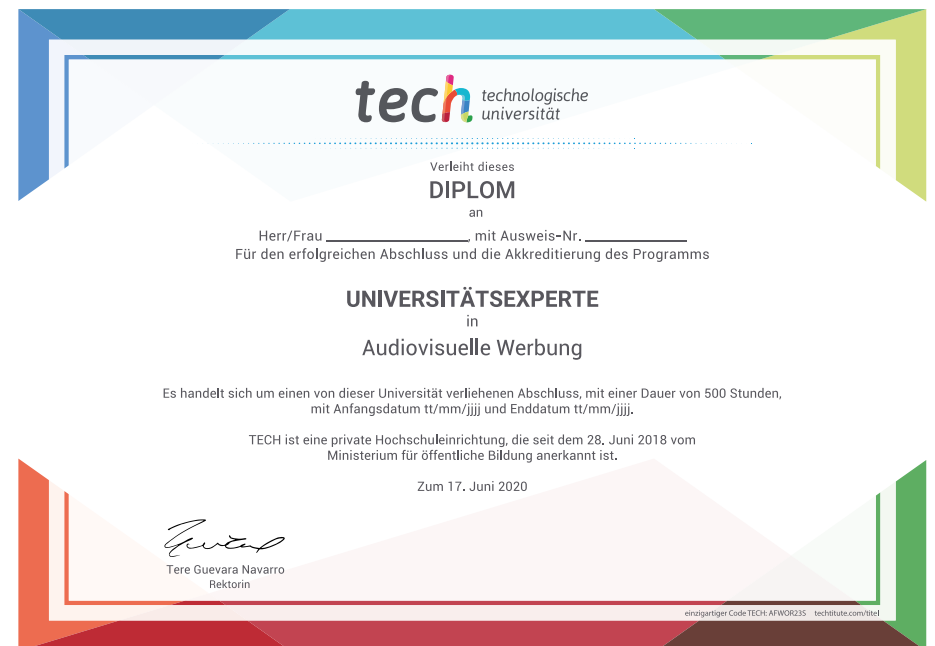 tech technologische
universität
Verleiht dieses
DIPLOM
an
Herr/Frau ____________________, mit Ausweis-Nr. ______________
Für den erfolgreichen Abschluss und die Akkreditierung des Programms
UNIVERSITÄTSEXPERTE
in
Audiovisuelle Werbung
Es handelt sich um einen von dieser Universität verliehenen Abschluss, mit einer Dauer von 500 Stunden,
mit Anfangsdatum tt/mm/jjjj und Enddatum tt/mm/jjjj.
TECH ist eine private Hochschuleinrichtung, die seit dem 28. Juni 2018 vom
Ministerium für öffentliche Bildung anerkannt ist.
Zum 17. Juni 2020
Tere Guevara Navarro
Rektorin
einzigartiger Code TECH: AFWOR23S techtitute.com/titel